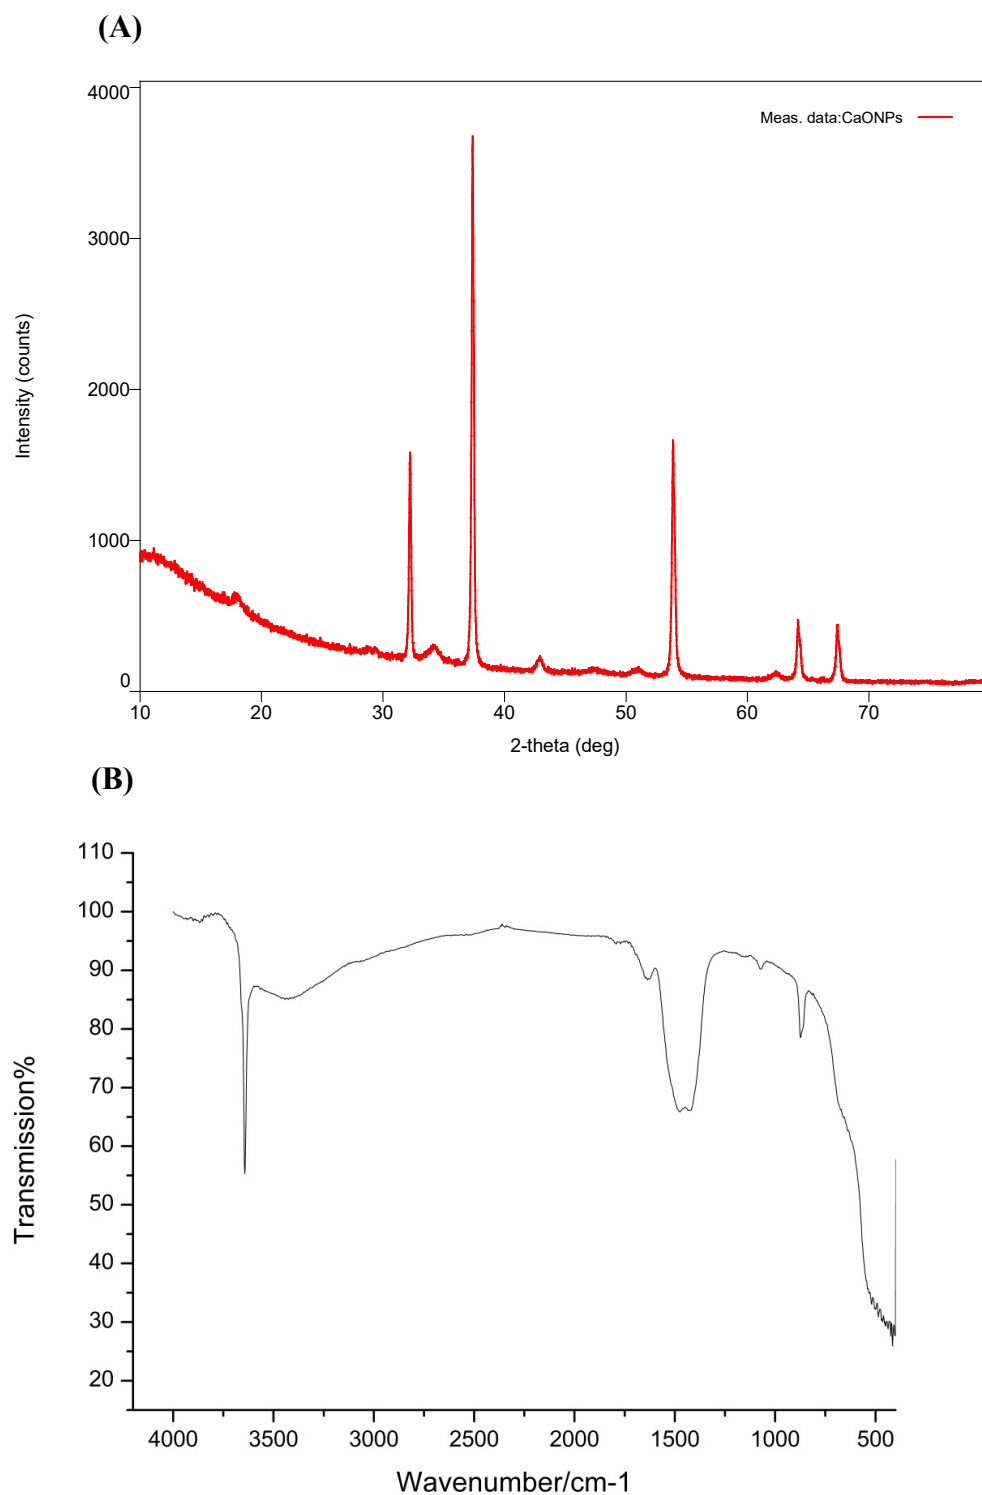 (A)
4000
3000
2000
1000
0
Intensity (counts)
Meas. data:CaONPs
10 20 30 40 50 60 70
2-theta (deg)
(B)
110
100
90
80
70
60
50
40
30
20
Transmission%
4000 3500 3000 2500 2000 1500 1000 500
Wavenumber/cm-1